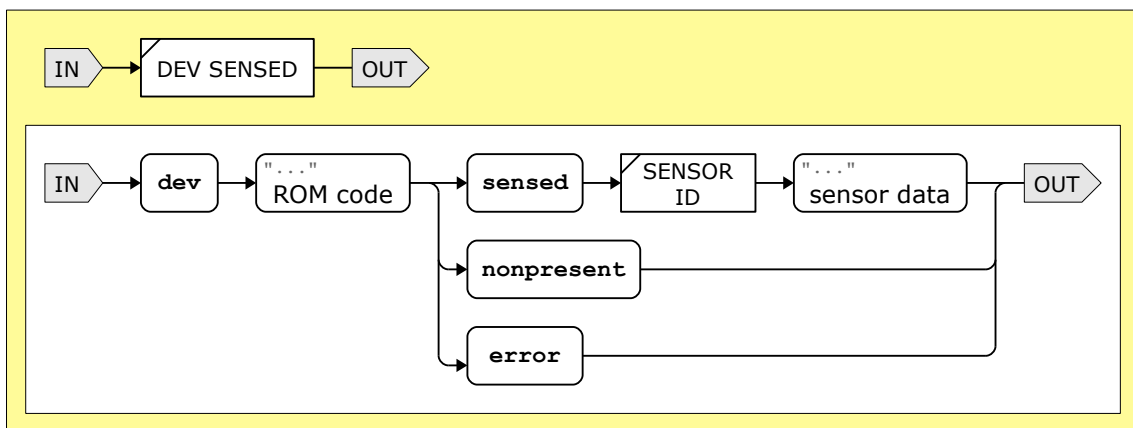 IN DEV SENSED OUT
IN dev "..." ROM code sensed SENSOR ID "..." sensor data OUT
nonpresent
error